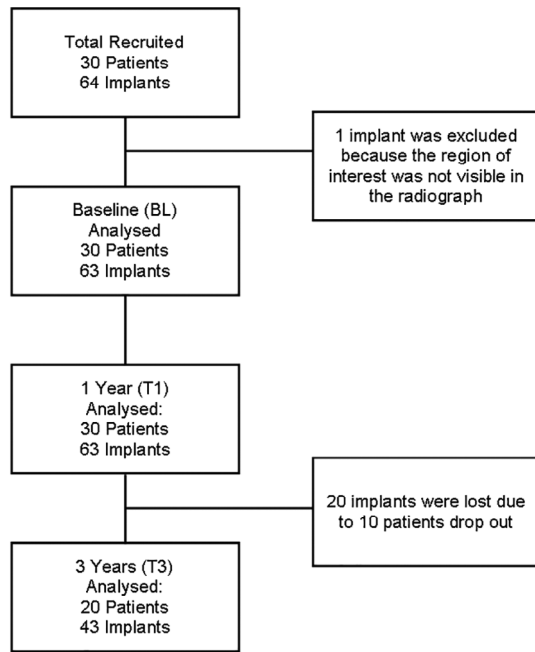 Total Recruited
30 Patients
64 Implants
1 implant was excluded
because the region of
interest was not visible in
the radiograph
Baseline (BL)
Analysed
30 Patients
63 Implants
1 Year (T1)
Analysed:
30 Patients
63 Implants
20 implants were lost due
to 10 patients drop out
3 Years (T3)
Analysed:
20 Patients
43 Implants